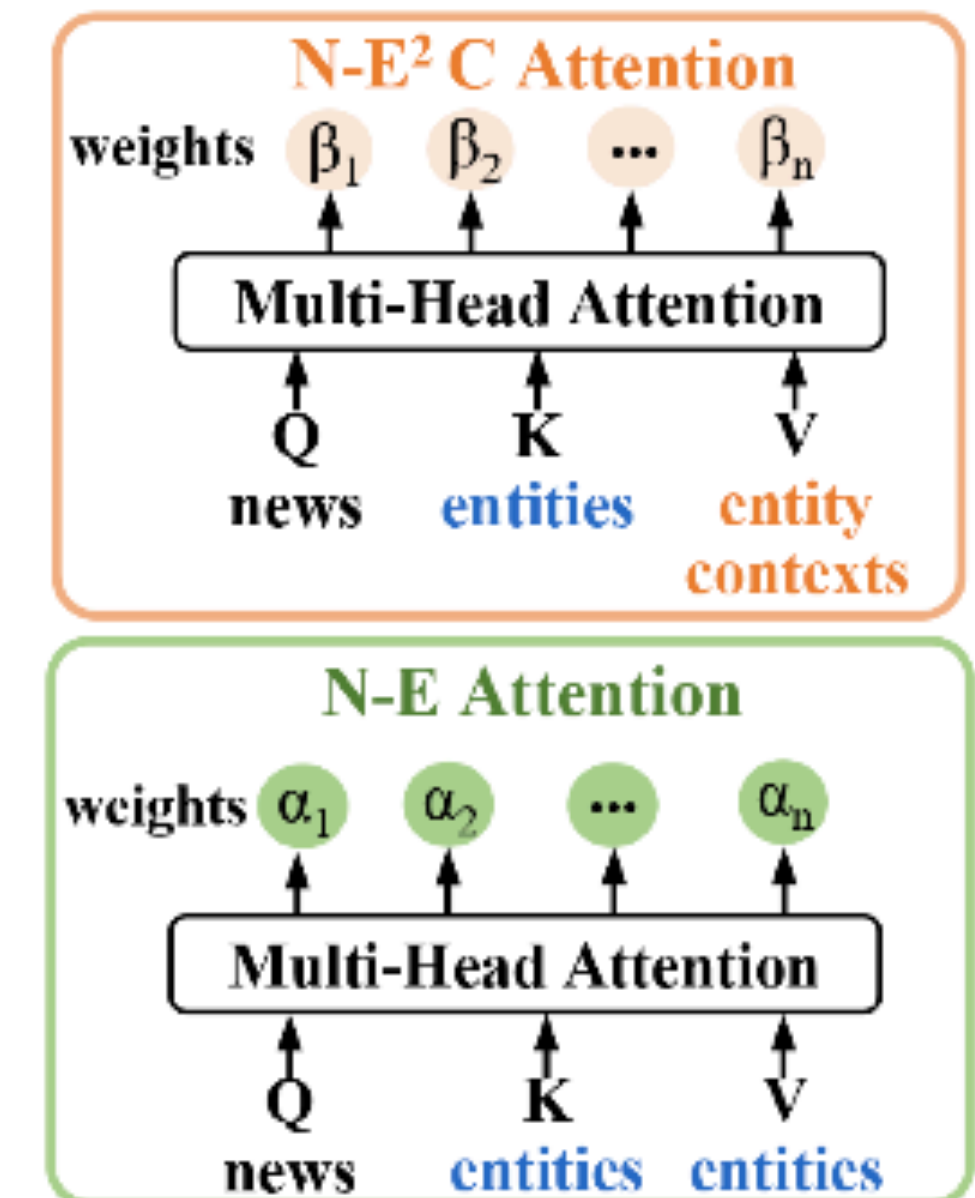 N-E² C Attention
weights β₁ β₂ ... βₙ
Multi-Head Attention
Q K V
news entities entity
contexts
N-E Attention
weights α₁ α₂ ... αₙ
Multi-Head Attention
Q K V
news entities entities